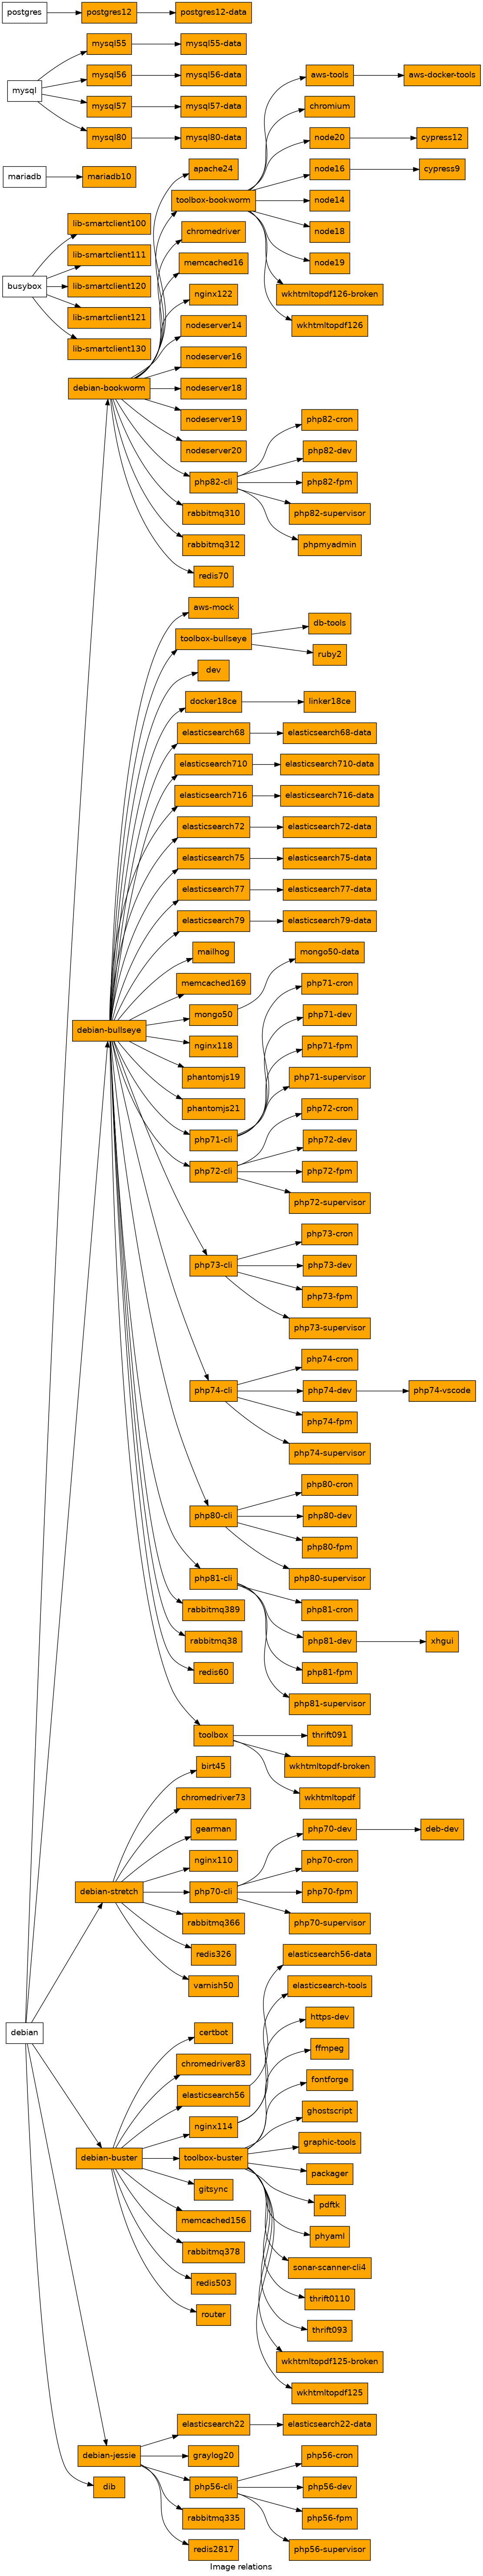 postgres
postgres12
postgres12-data
mysql
mysql55
mysql55-data
mysql56
mysql56-data
mysql57
mysql57-data
mysql80
mysql80-data
mariadb
mariadb10
busybox
lib-smartclient100
lib-smartclient111
lib-smartclient120
lib-smartclient121
lib-smartclient130
debian-bookworm
apache24
toolbox-bookworm
aws-tools
aws-docker-tools
chromium
node20
cypress12
node16
cypress9
node14
node18
node19
wkhtmltopdf126-broken
wkhtmltopdf126
chromedriver
memcached16
nginx122
nodeserver14
nodeserver16
nodeserver18
nodeserver19
nodeserver20
php82-cli
php82-cron
php82-dev
php82-fpm
php82-supervisor
phpmyadmin
rabbitmq310
rabbitmq312
redis70
debian-bullseye
aws-mock
toolbox-bullseye
db-tools
ruby2
dev
docker18ce
linker18ce
elasticsearch68
elasticsearch68-data
elasticsearch710
elasticsearch710-data
elasticsearch716
elasticsearch716-data
elasticsearch72
elasticsearch72-data
elasticsearch75
elasticsearch75-data
elasticsearch77
elasticsearch77-data
elasticsearch79
elasticsearch79-data
mailhog
memcached169
mongo50
mongo50-data
nginx118
phantomjs19
phantomjs21
php71-cli
php71-cron
php71-dev
php71-fpm
php71-supervisor
php72-cli
php72-cron
php72-dev
php72-fpm
php72-supervisor
php73-cli
php73-cron
php73-dev
php73-fpm
php73-supervisor
php74-cli
php74-cron
php74-dev
php74-vscode
php74-fpm
php74-supervisor
php80-cli
php80-cron
php80-dev
php80-fpm
php80-supervisor
php81-cli
php81-cron
php81-dev
xhgui
php81-fpm
php81-supervisor
rabbitmq389
rabbitmq38
redis60
toolbox
thrift091
wkhtmltopdf-broken
wkhtmltopdf
debian
debian-stretch
birt45
chromedriver73
gearman
nginx110
php70-cli
php70-dev
deb-dev
php70-cron
php70-fpm
php70-supervisor
rabbitmq366
redis326
varnish50
debian-buster
certbot
chromedriver83
elasticsearch56
elasticsearch56-data
nginx114
https-dev
toolbox-buster
elasticsearch-tools
ffmpeg
fontforge
ghostscript
graphic-tools
packager
pdftk
phyaml
sonar-scanner-cli4
thrift0110
thrift093
wkhtmltopdf125-broken
wkhtmltopdf125
gitsync
memcached156
rabbitmq378
redis503
router
debian-jessie
elasticsearch22
elasticsearch22-data
graylog20
php56-cli
php56-cron
php56-dev
php56-fpm
php56-supervisor
rabbitmq335
redis2817
dib
Image relations